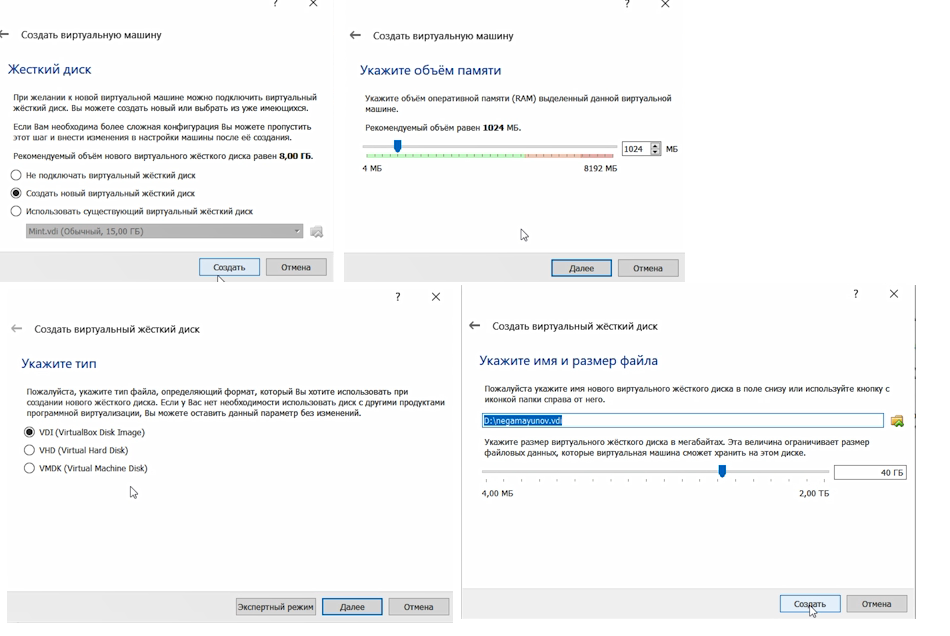 ?
Создать виртуальную машину
Жесткий диск
При желании к новой виртуальной машине можно подключить виртуальный
жёсткий диск. Вы можете создать новый или выбрать из уже имеющихся.
Если Вам необходима более сложная конфигурация Вы можете пропустить
этот шаг и внести изменения в настройки машины после её создания.
Рекомендуемый объём нового виртуального жёсткого диска равен 8,00 ГБ.
Не подключать виртуальный жёсткий диск
Создать новый виртуальный жёсткий диск
Использовать существующий виртуальный жёсткий диск
Mint.vdi (Обычный, 15,00 ГБ)
Создать
Отмена
?
Создать виртуальную машину
Укажите объём памяти
Укажите объём оперативной памяти (RAM) выделенный данной виртуальной
машине.
Рекомендуемый объём равен 1024 МБ.
1024 МБ
4 МБ
8192 МБ
Далее
Отмена
?
Создать виртуальный жёсткий диск
Укажите тип
Пожалуйста, укажите тип файла, определяющий формат, который Вы хотите использовать при
создании нового жёсткого диска. Если у Вас нет необходимости использовать диск с другими продуктами
программной виртуализации, Вы можете оставить данный параметр без изменений.
VDI (VirtualBox Disk Image)
VHD (Virtual Hard Disk)
VMDK (Virtual Machine Disk)
Экспертный режим
Далее
Отмена
?
Создать виртуальный жёсткий диск
Укажите имя и размер файла
Пожалуйста укажите имя нового виртуального жёсткого диска в поле снизу или используйте кнопку с
иконкой папки справа от него.
D:\negamayunov.vdi
Укажите размер виртуального жёсткого диска в мегабайтах. Эта величина ограничивает размер
файловых данных, которые виртуальная машина сможет хранить на этом диске.
40 ГБ
4,00 МБ
2,00 ТБ
Создать
Отмена